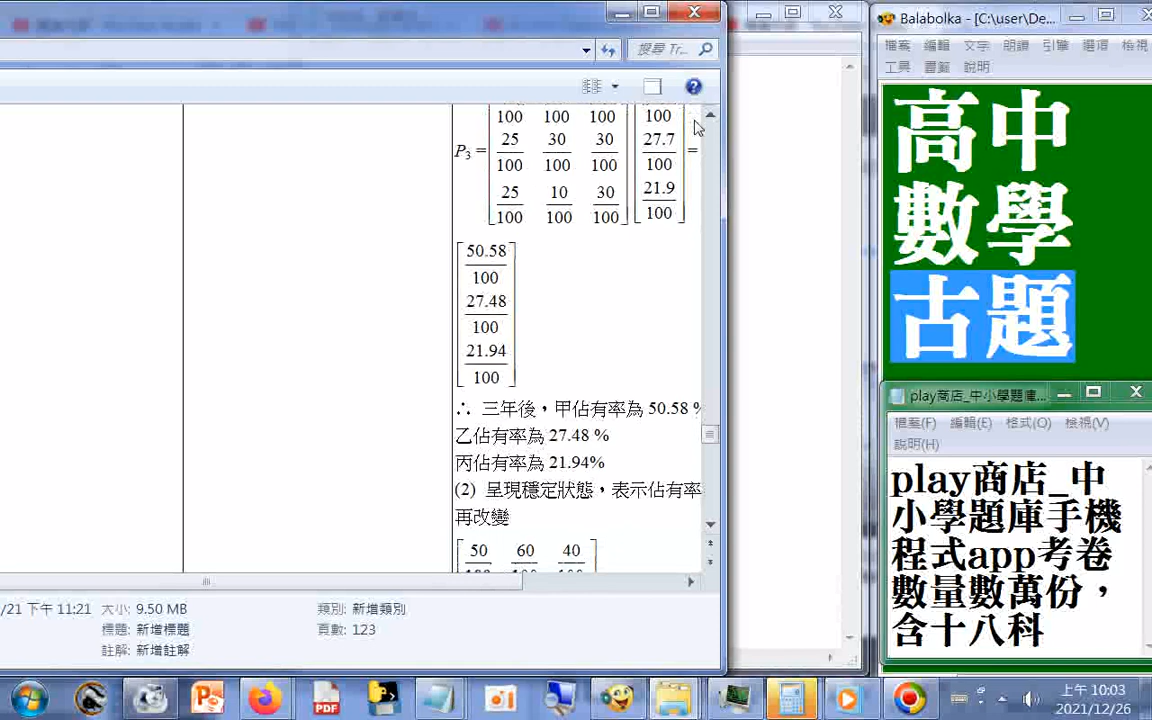 搜尋 Tr...
100 100 100 100
P3 = 25/100 30/100 30/100 27.7/100 =
25/100 10/100 30/100 21.9/100
50.58/100
27.48/100
21.94/100
∴ 三年後，甲佔有率為 50.58 %
乙佔有率為 27.48 %
丙佔有率為 21.94%
(2) 呈現穩定狀態，表示佔有率
再改變
50 60 40
/21 下午 11:21 大小: 9.50 MB 類別: 新增類別
標題: 新增標題 頁數: 123
註解: 新增註解
Balabolka - [C:\user\De...
檔案 編輯 文字 朗讀 引擎 選項 檢視
工具 書籤 說明
高中
數學
古題
play商店_中小學題庫...
檔案(F) 編輯(E) 格式(O) 檢視(V)
說明(H)
play商店_中
小學題庫手機
程式app考卷
數量數萬份，
含十八科
上午 10:03
2021/12/26